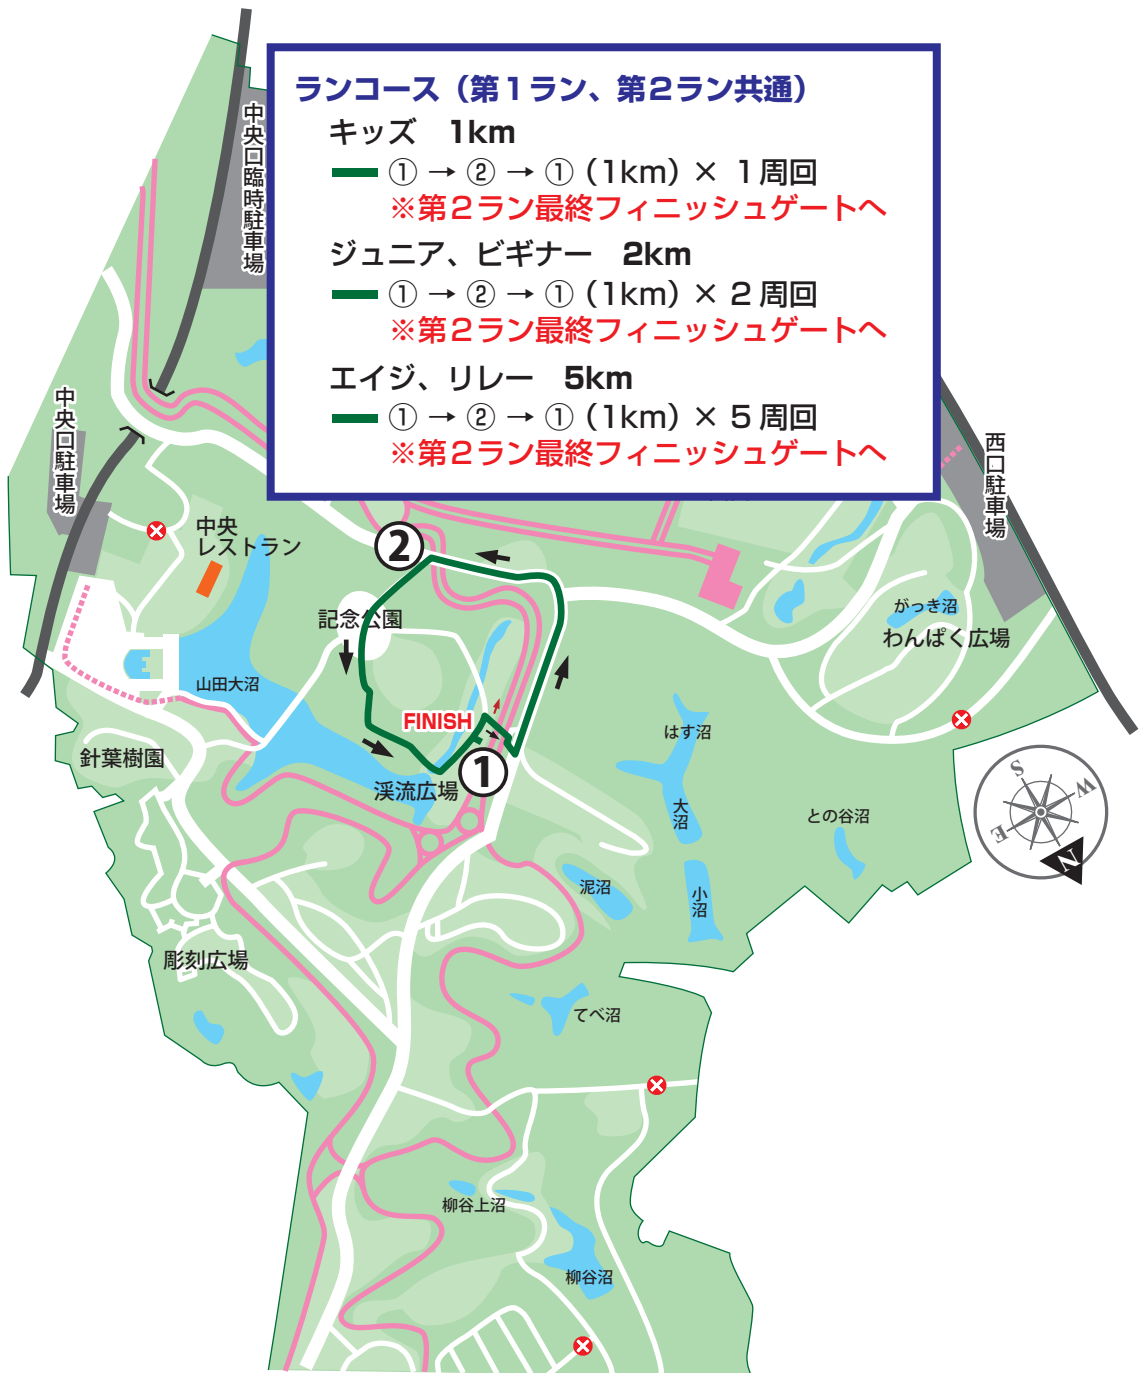 ランコース（第１ラン、第２ラン共通）
キッズ　1km
① → ② → ①（1km）× １周回
※第２ラン最終フィニッシュゲートへ
ジュニア、ビギナー　2km
① → ② → ①（1km）× 2 周回
※第２ラン最終フィニッシュゲートへ
エイジ、リレー　5km
① → ② → ①（1km）× 5 周回
※第２ラン最終フィニッシュゲートへ
中央口臨時駐車場
中央口駐車場
西口駐車場
中央
レストラン
②
記念公園
がっき沼
わんぱく広場
山田大沼
FINISH
①
はす沼
針葉樹園
渓流広場
大沼
との谷沼
S
W
E
N
泥沼
小沼
彫刻広場
てべ沼
柳谷上沼
柳谷沼